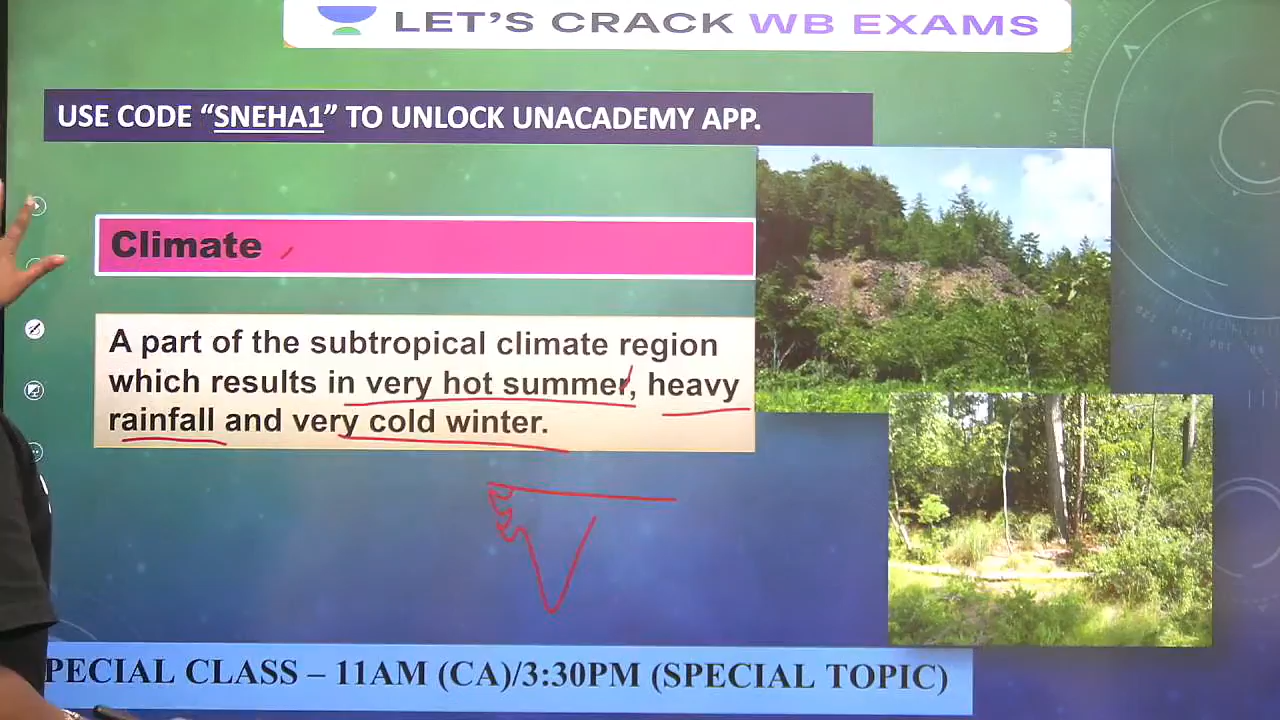 LET'S CRACK WB EXAMS
USE CODE “SNEHA1” TO UNLOCK UNACADEMY APP.
Climate
A part of the subtropical climate region
which results in very hot summer, heavy
rainfall and very cold winter.
PECIAL CLASS – 11AM (CA)/3:30PM (SPECIAL TOPIC)